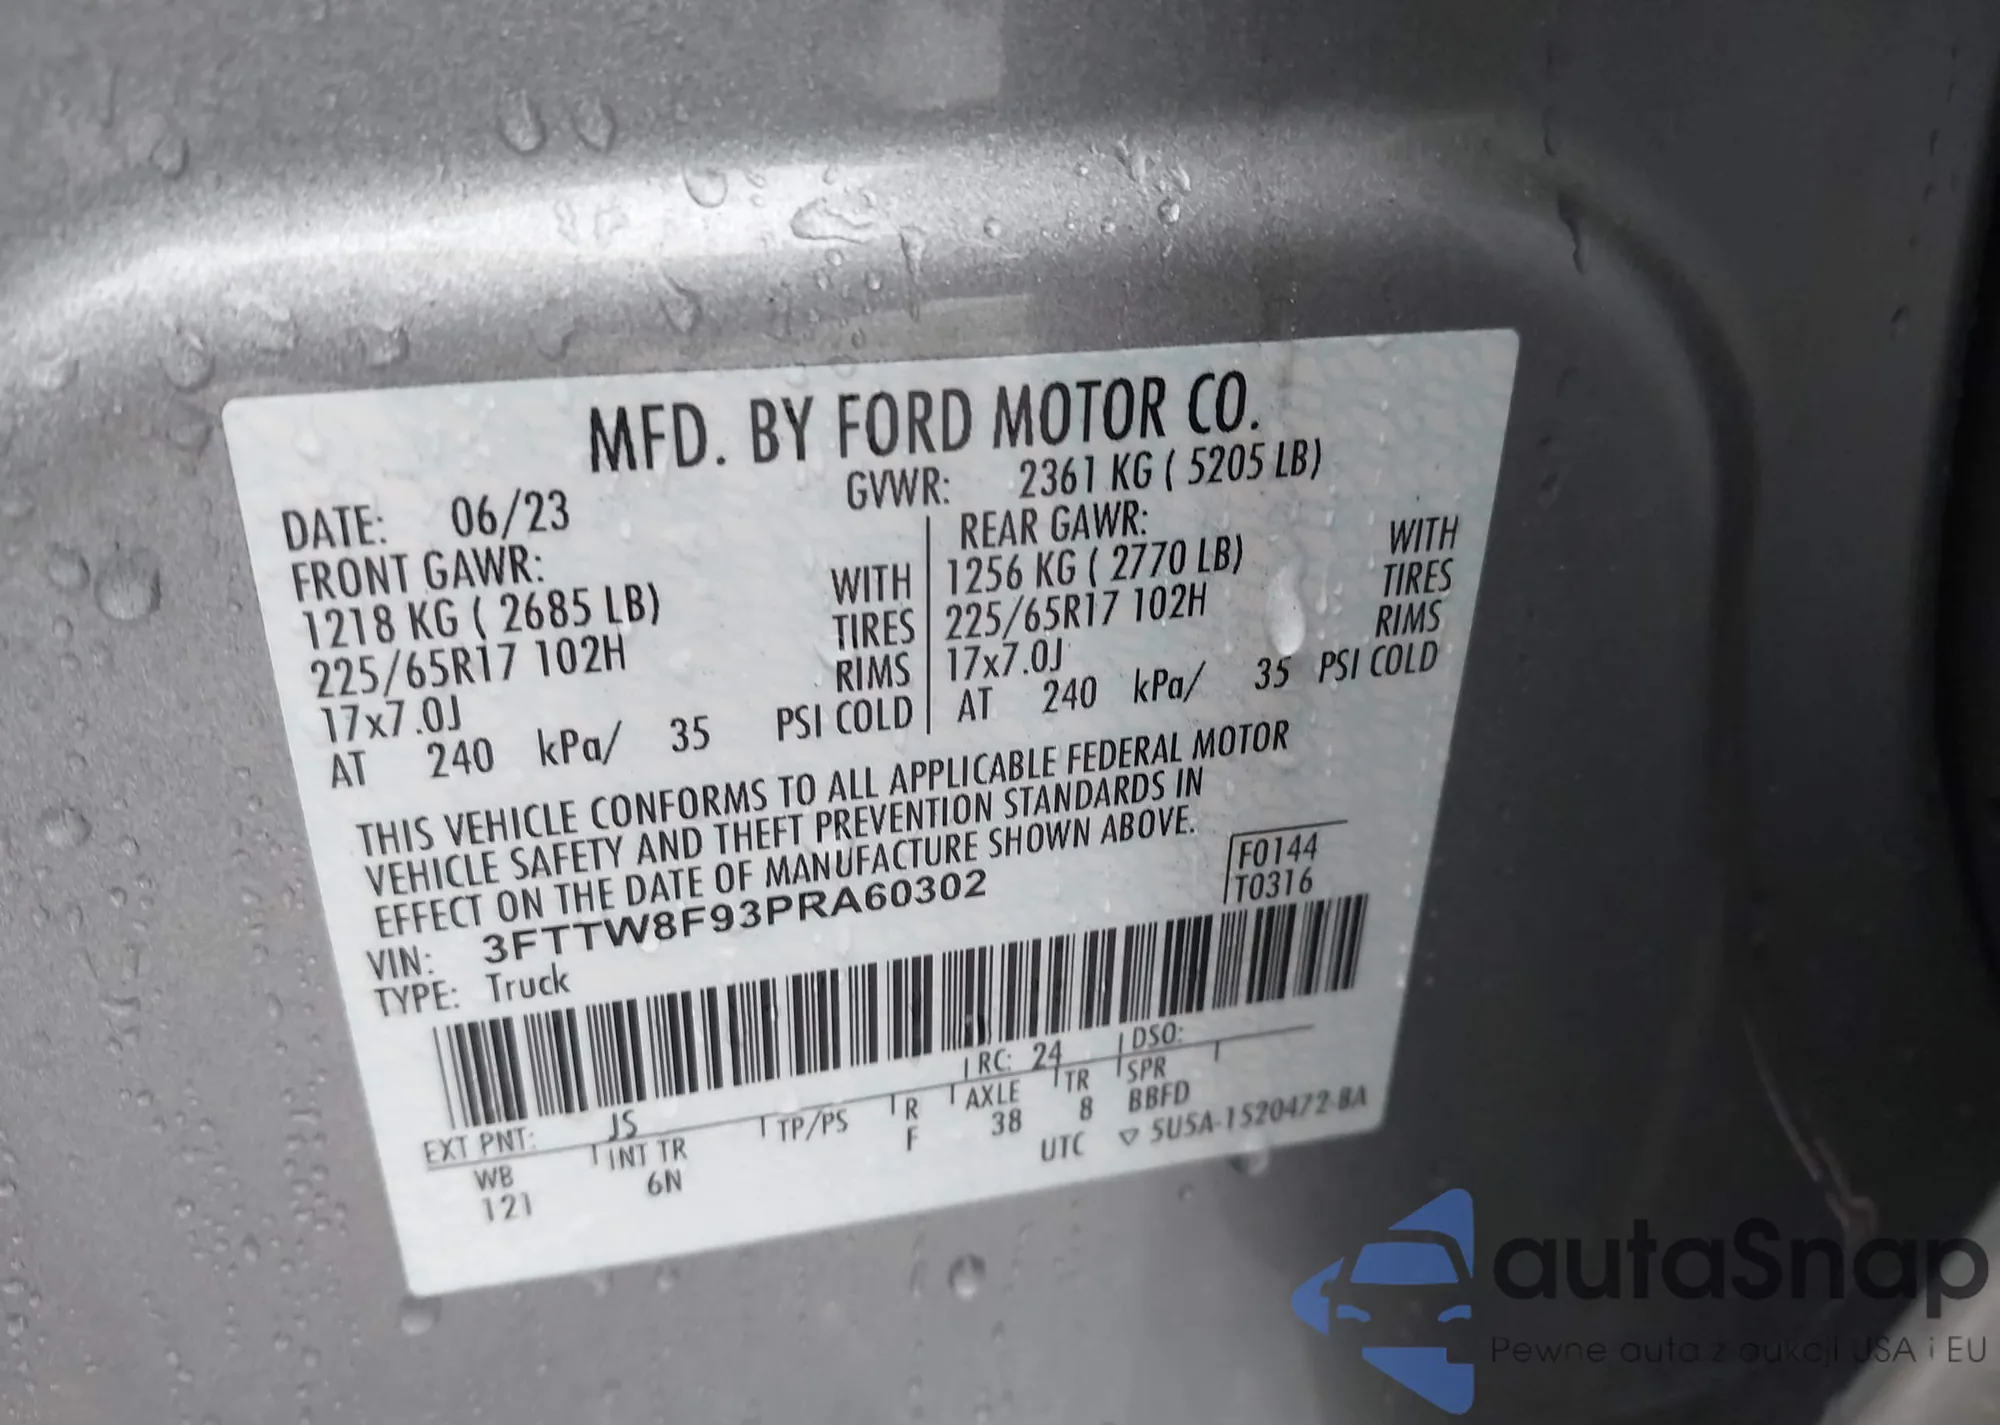 MFD. BY FORD MOTOR CO.
DATE: 06/23 GVWR: 2361 KG ( 5205 LB)
FRONT GAWR: REAR GAWR:
1218 KG ( 2685 LB) WITH 1256 KG ( 2770 LB) WITH
225/65R17 102H TIRES 225/65R17 102H TIRES
17x7.0J RIMS 17x7.0J RIMS
AT 240 kPa/ 35 PSI COLD AT 240 kPa/ 35 PSI COLD
THIS VEHICLE CONFORMS TO ALL APPLICABLE FEDERAL MOTOR
VEHICLE SAFETY AND THEFT PREVENTION STANDARDS IN
EFFECT ON THE DATE OF MANUFACTURE SHOWN ABOVE.
F0144
T0316
VIN: 3FTTW8F93PRA60302
TYPE: Truck
EXT PNT: JS RC: 24 DSO:
WB INT TR TP/PS R AXLE TR SPR
121 6N F 38 8 BBFD
UTC ▽ 5U5A-1520472-BA
autaSnap
Pewne auta z aukcji USA i EU